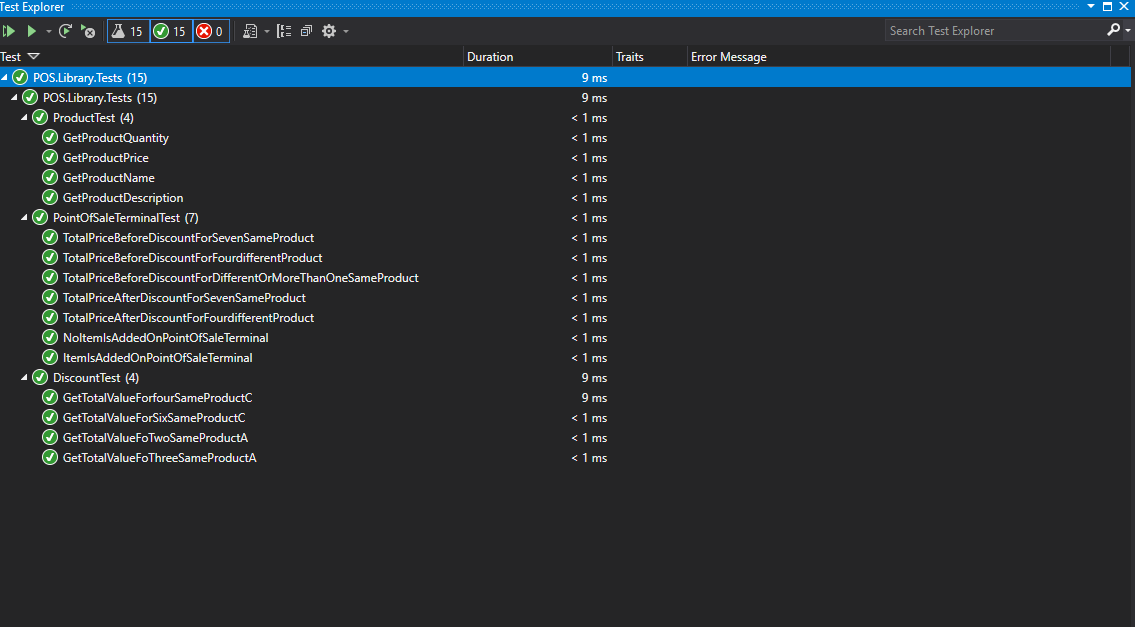 Test Explorer
15 15 0 Search Test Explorer
Test Duration Traits Error Message
POS.Library.Tests (15) 9 ms
POS.Library.Tests (15) 9 ms
ProductTest (4) < 1 ms
GetProductQuantity < 1 ms
GetProductPrice < 1 ms
GetProductName < 1 ms
GetProductDescription < 1 ms
PointOfSaleTerminalTest (7) < 1 ms
TotalPriceBeforeDiscountForSevenSameProduct < 1 ms
TotalPriceBeforeDiscountForFourdifferentProduct < 1 ms
TotalPriceBeforeDiscountForDifferentOrMoreThanOneSameProduct < 1 ms
TotalPriceAfterDiscountForSevenSameProduct < 1 ms
TotalPriceAfterDiscountForFourdifferentProduct < 1 ms
NoItemIsAddedOnPointOfSaleTerminal < 1 ms
ItemIsAddedOnPointOfSaleTerminal < 1 ms
DiscountTest (4) 9 ms
GetTotalValueForfourSameProductC 9 ms
GetTotalValueForSixSameProductC < 1 ms
GetTotalValueFoTwoSameProductA < 1 ms
GetTotalValueFoThreeSameProductA < 1 ms